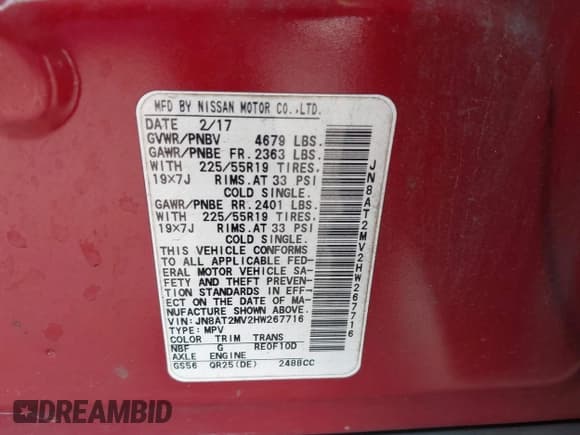 MFD BY NISSAN MOTOR CO.,LTD.
DATE 2/17
GVWR/PNBV 4679 LBS.
GAWR/PNBE FR. 2363 LBS.
WITH 225/55R19 TIRES.
19×7J RIMS.AT 33 PSI
COLD SINGLE.
GAWR/PNBE RR. 2401 LBS.
WITH 225/55R19 TIRES.
19×7J RIMS.AT 33 PSI
COLD SINGLE.
THIS VEHICLE CONFORMS
TO ALL APPLICABLE FED-
ERAL MOTOR VEHICLE SA-
FETY AND THEFT PREVEN-
TION STANDARDS IN EFF-
ECT ON THE DATE OF MA-
NUFACTURE SHOWN ABOVE.
VIN:JN8AT2MV2HW267716
TYPE:MPV
COLOR TRIM TRANS
NBF G RE0F10D
AXLE ENGINE
GS56 QR25(DE) 2488CC
JN8AT2MV2HW267716
DREAMBID